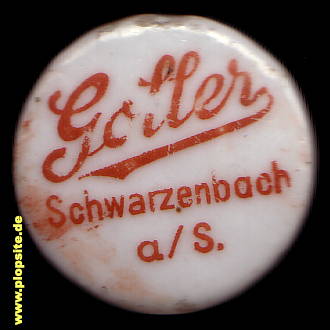 Goller
Schwarzenbach
a/S.
www.plopsite.de